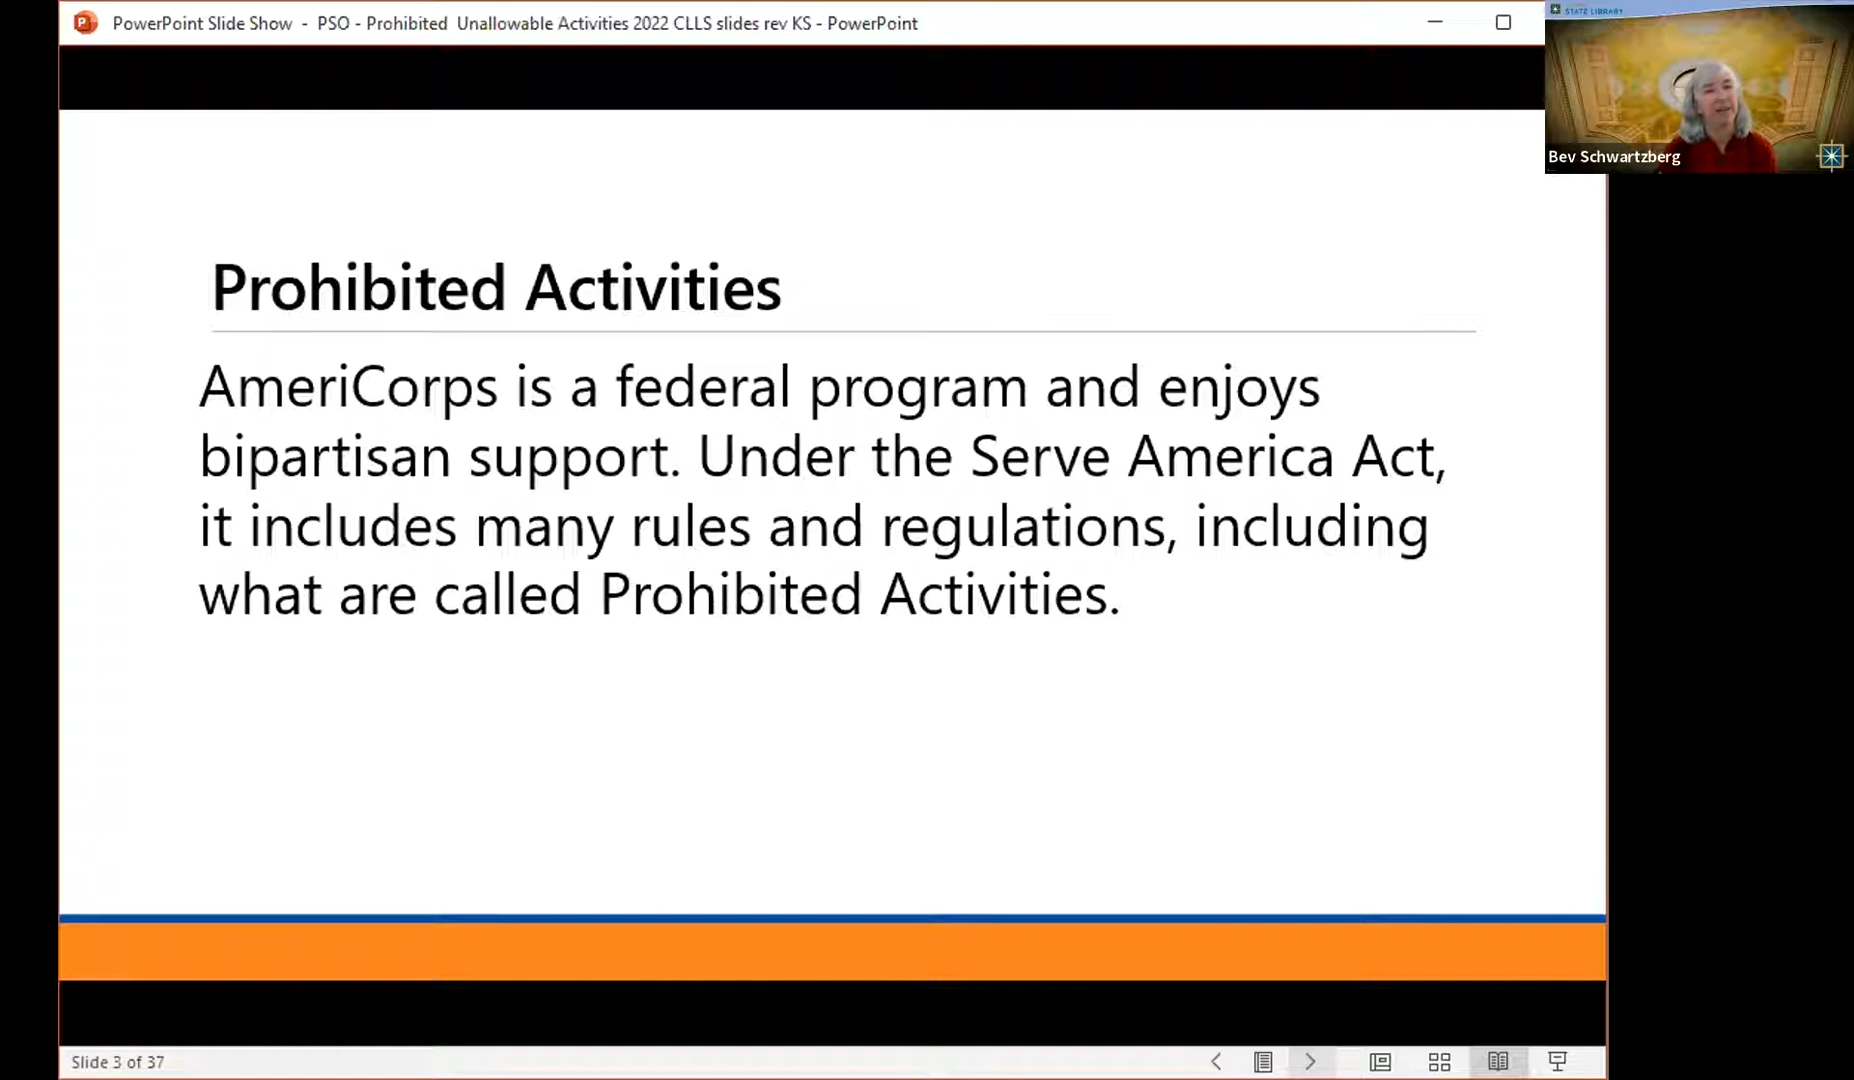 PowerPoint Slide Show - PSO - Prohibited Unallowable Activities 2022 CLLS slides rev KS - PowerPoint
STATE LIBRARY
Bev Schwartzberg
Prohibited Activities
AmeriCorps is a federal program and enjoys
bipartisan support. Under the Serve America Act,
it includes many rules and regulations, including
what are called Prohibited Activities.
Slide 3 of 37